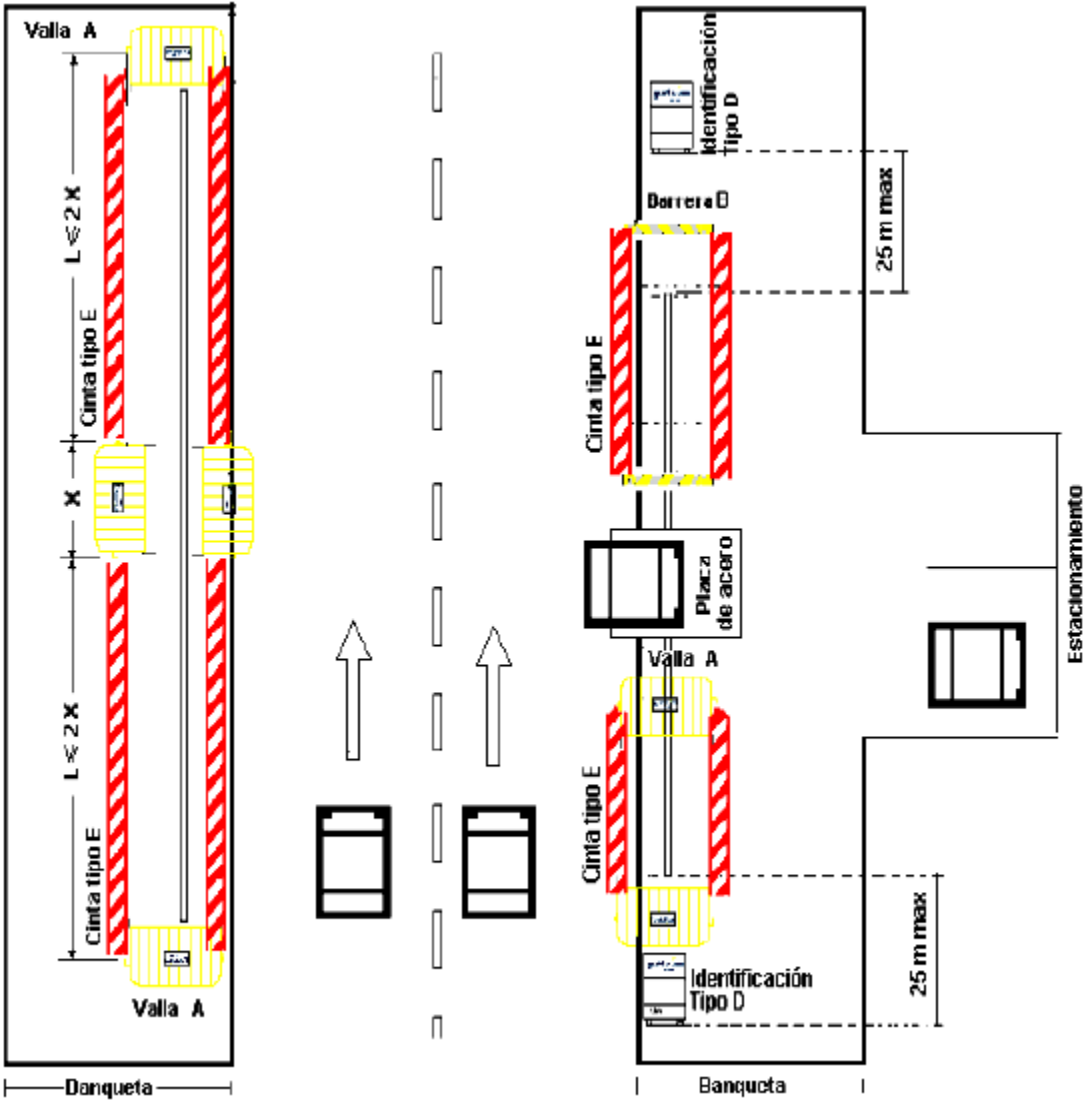 Valla A
L ⩽ 2 X
Cinta tipo E
X
L ⩽ 2 X
Cinta tipo E
Valla A
Danqueta
Identificación
Tipo D
25 m max
Barrera B
Cinta tipo E
Placa
de acero
Estacionamiento
Valla A
Cinta tipo E
25 m max
Identificación
Tipo D
Banqueta